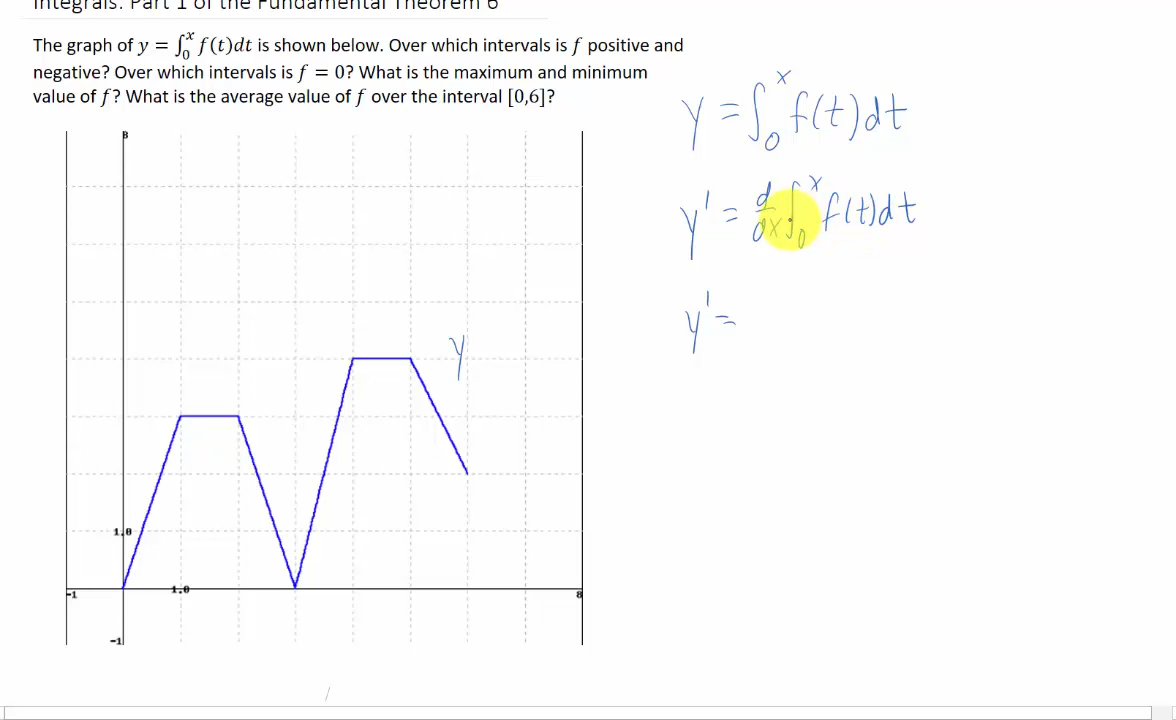 Integrals: Part 1 of the Fundamental Theorem 6
The graph of y = ∫₀ˣ f(t)dt is shown below. Over which intervals is f positive and
negative? Over which intervals is f = 0? What is the maximum and minimum
value of f? What is the average value of f over the interval [0,6]?
y = ∫₀ˣ f(t)dt
y' = d/dx ∫₀ˣ f(t)dt
y' =
8
y
1.0
-1
1.0
8
-1